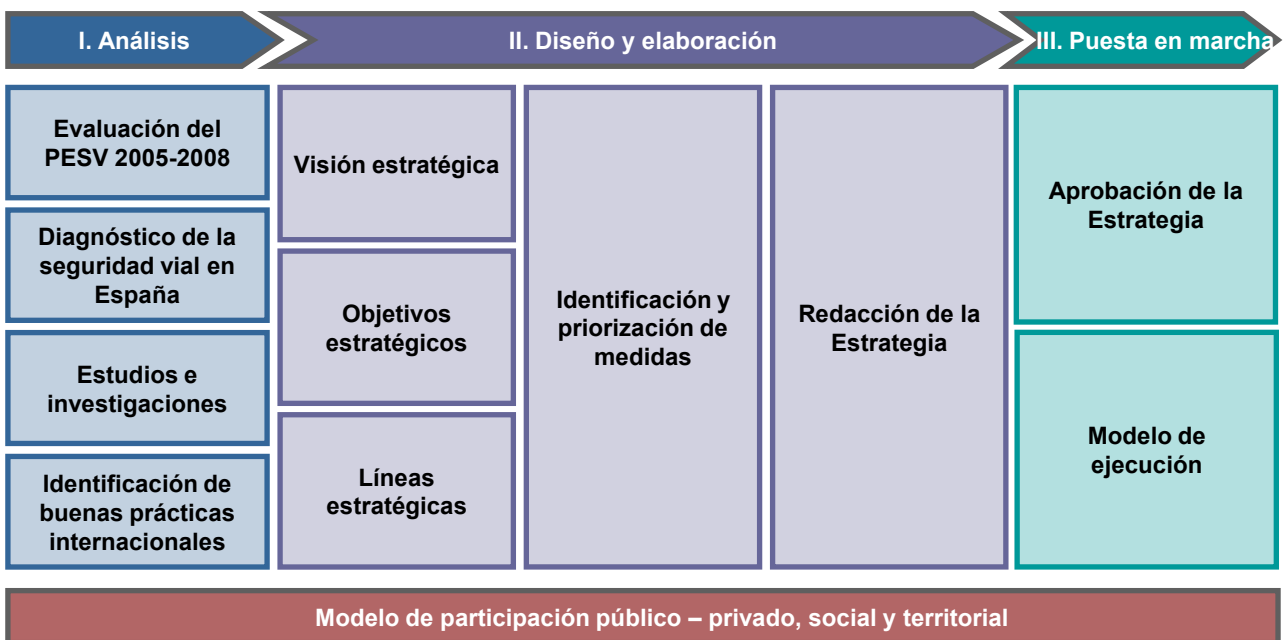 I. Análisis
II. Diseño y elaboración
III. Puesta en marcha
Evaluación del
PESV 2005-2008
Diagnóstico de la
seguridad vial en
España
Estudios e
investigaciones
Identificación de
buenas prácticas
internacionales
Visión estratégica
Objetivos
estratégicos
Líneas
estratégicas
Identificación y
priorización de
medidas
Redacción de la
Estrategia
Aprobación de la
Estrategia
Modelo de
ejecución
Modelo de participación público – privado, social y territorial